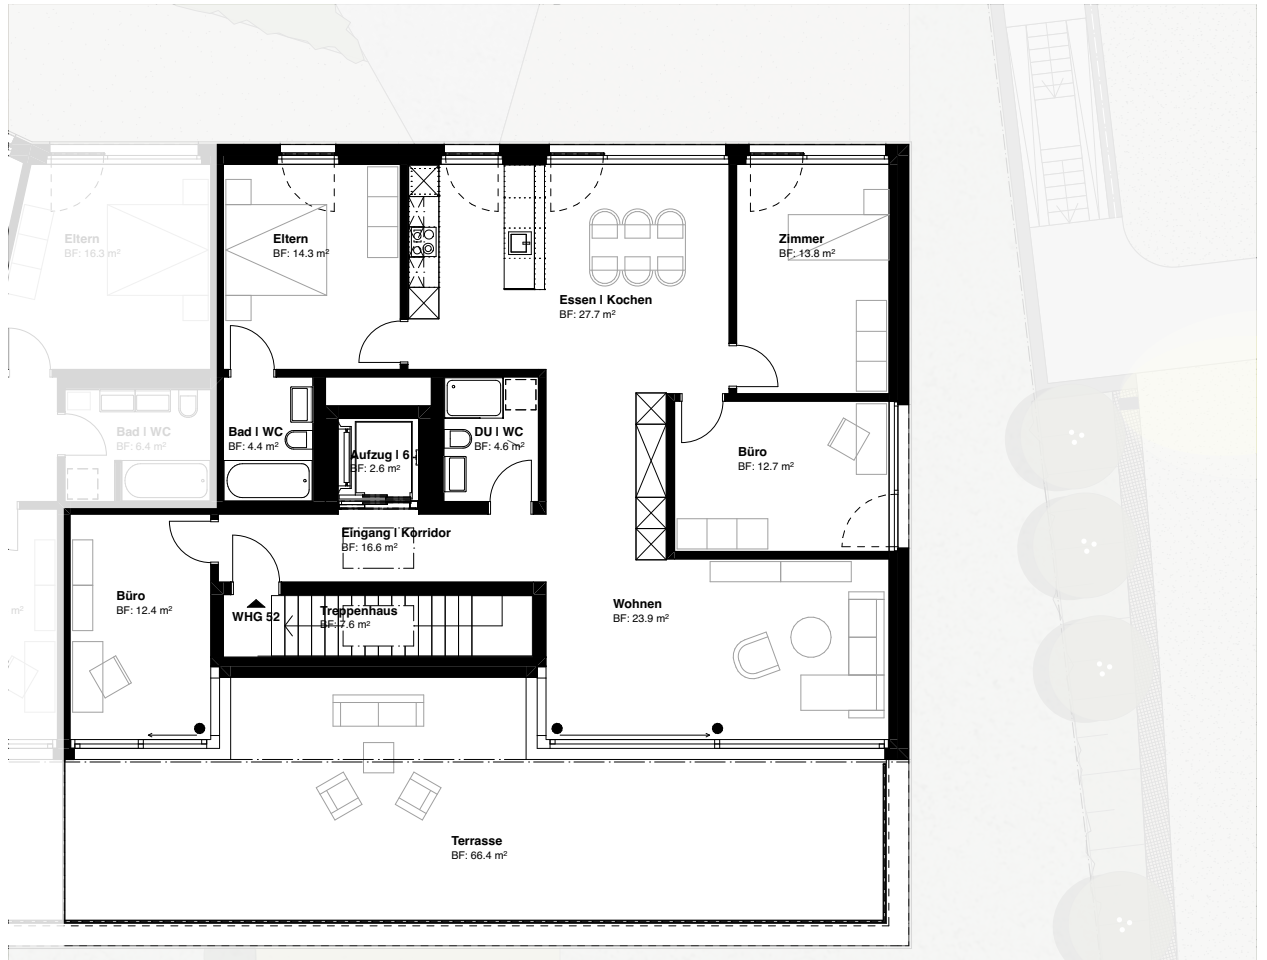 Eltern
BF: 16.3 m²
Eltern
BF: 14.3 m²
Essen | Kochen
BF: 27.7 m²
Zimmer
BF: 13.8 m²
Bad | WC
BF: 6.4 m²
Bad | WC
BF: 4.4 m²
Aufzug | 6
BF: 2.6 m²
DU | WC
BF: 4.6 m²
Büro
BF: 12.7 m²
Eingang | Korridor
BF: 16.6 m²
m²
Büro
BF: 12.4 m²
WHG 52
Treppenhaus
BF: 7.6 m²
Wohnen
BF: 23.9 m²
Terrasse
BF: 66.4 m²